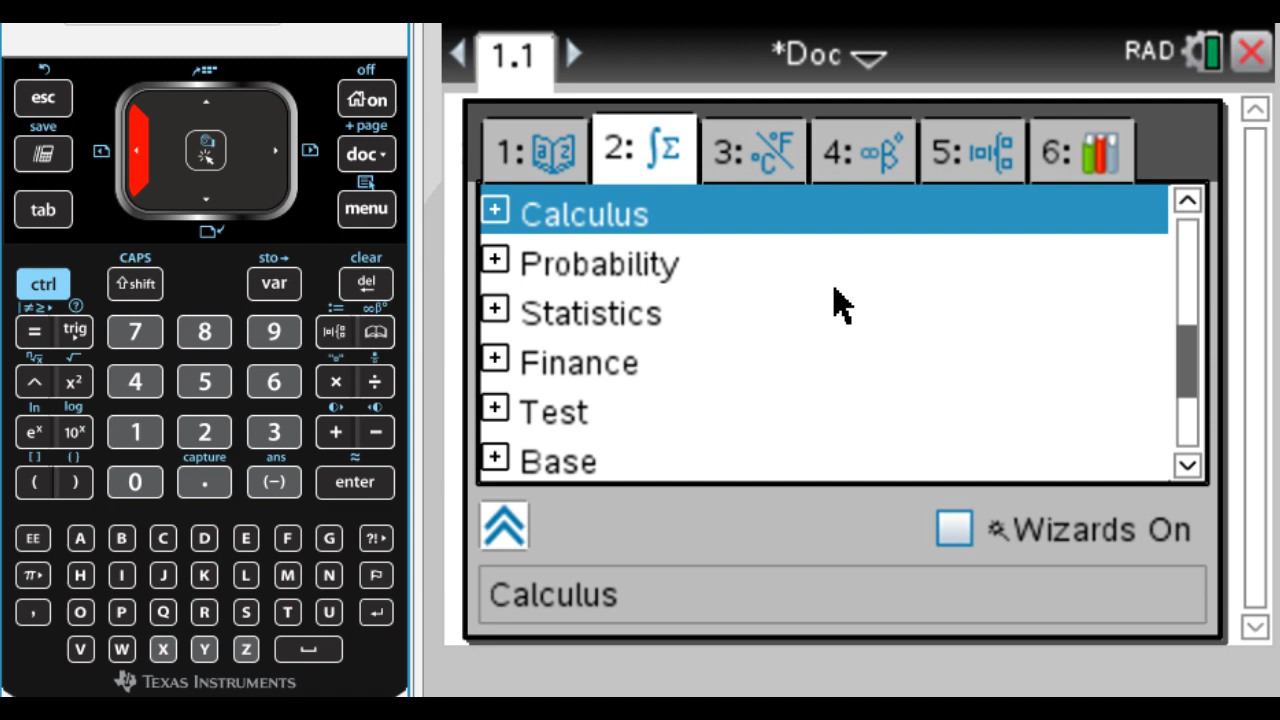 off
esc
on
save
+ page
doc
tab
menu
CAPS
sto→
clear
ctrl
⇧shift
var
del
|≠≥▸
:=
∞β°
=
trig
7
8
9
ⁿ√x
√
"∞"
^
x²
4
5
6
×
÷
ln
log
eˣ
10ˣ
1
2
3
+
−
[ ]
{ }
capture
ans
≈
(
)
0
.
(−)
enter
EE
A
B
C
D
E
F
G
?!▸
π▸
H
I
J
K
L
M
N
,
O
P
Q
R
S
T
U
V
W
X
Y
Z
TEXAS INSTRUMENTS
1.1
*Doc
RAD
1: az
2: ∫Σ
3: °C °F
4: ∞β°
5:
6:
+ Calculus
+ Probability
+ Statistics
+ Finance
+ Test
+ Base
Wizards On
Calculus